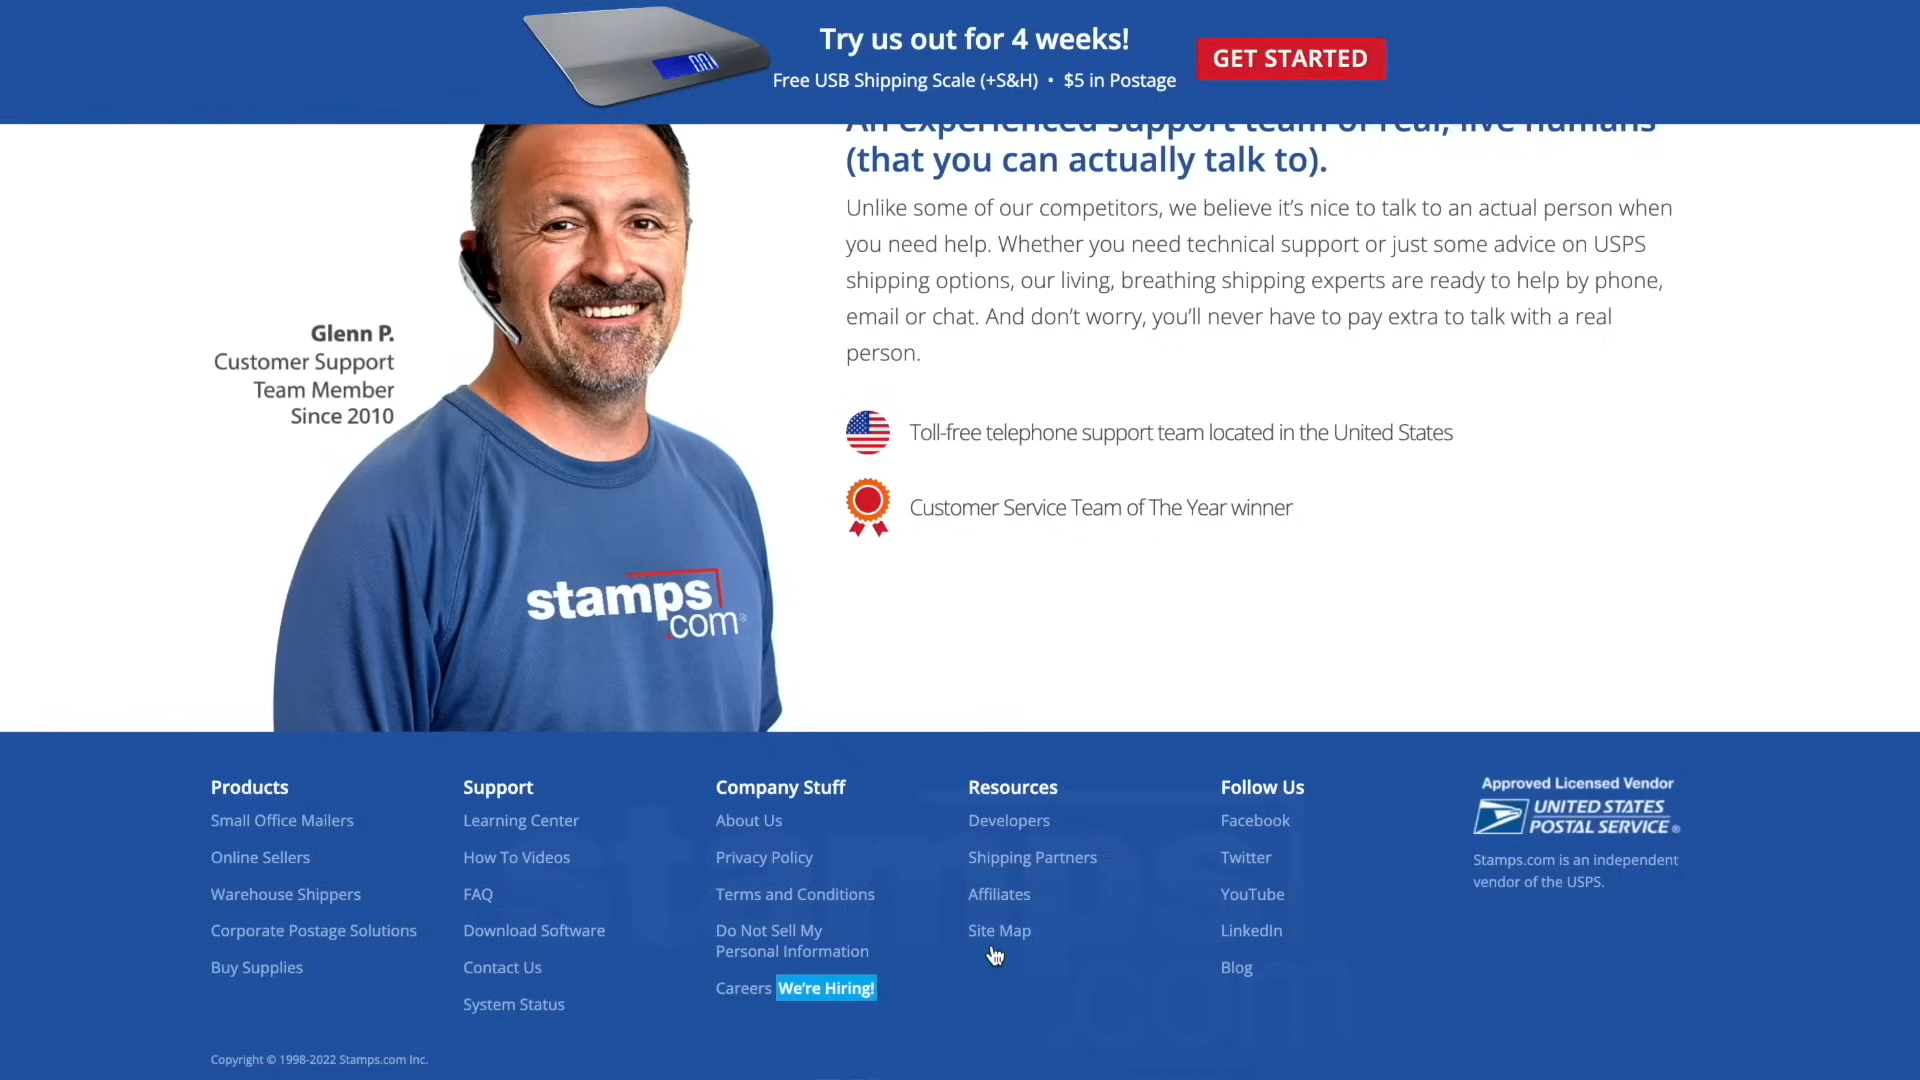 Try us out for 4 weeks!
Free USB Shipping Scale (+S&H) • $5 in Postage
GET STARTED
An experienced support team of real, live humans
(that you can actually talk to).
Unlike some of our competitors, we believe it’s nice to talk to an actual person when
you need help. Whether you need technical support or just some advice on USPS
shipping options, our living, breathing shipping experts are ready to help by phone,
email or chat. And don’t worry, you’ll never have to pay extra to talk with a real
person.
Glenn P.
Customer Support
Team Member
Since 2010
Toll-free telephone support team located in the United States
Customer Service Team of The Year winner
stamps
.com®
Products
Small Office Mailers
Online Sellers
Warehouse Shippers
Corporate Postage Solutions
Buy Supplies
Support
Learning Center
How To Videos
FAQ
Download Software
Contact Us
System Status
Company Stuff
About Us
Privacy Policy
Terms and Conditions
Do Not Sell My
Personal Information
Careers We’re Hiring!
Resources
Developers
Shipping Partners
Affiliates
Site Map
Follow Us
Facebook
Twitter
YouTube
LinkedIn
Blog
Approved Licensed Vendor
UNITED STATES
POSTAL SERVICE®
Stamps.com is an independent
vendor of the USPS.
Copyright © 1998-2022 Stamps.com Inc.